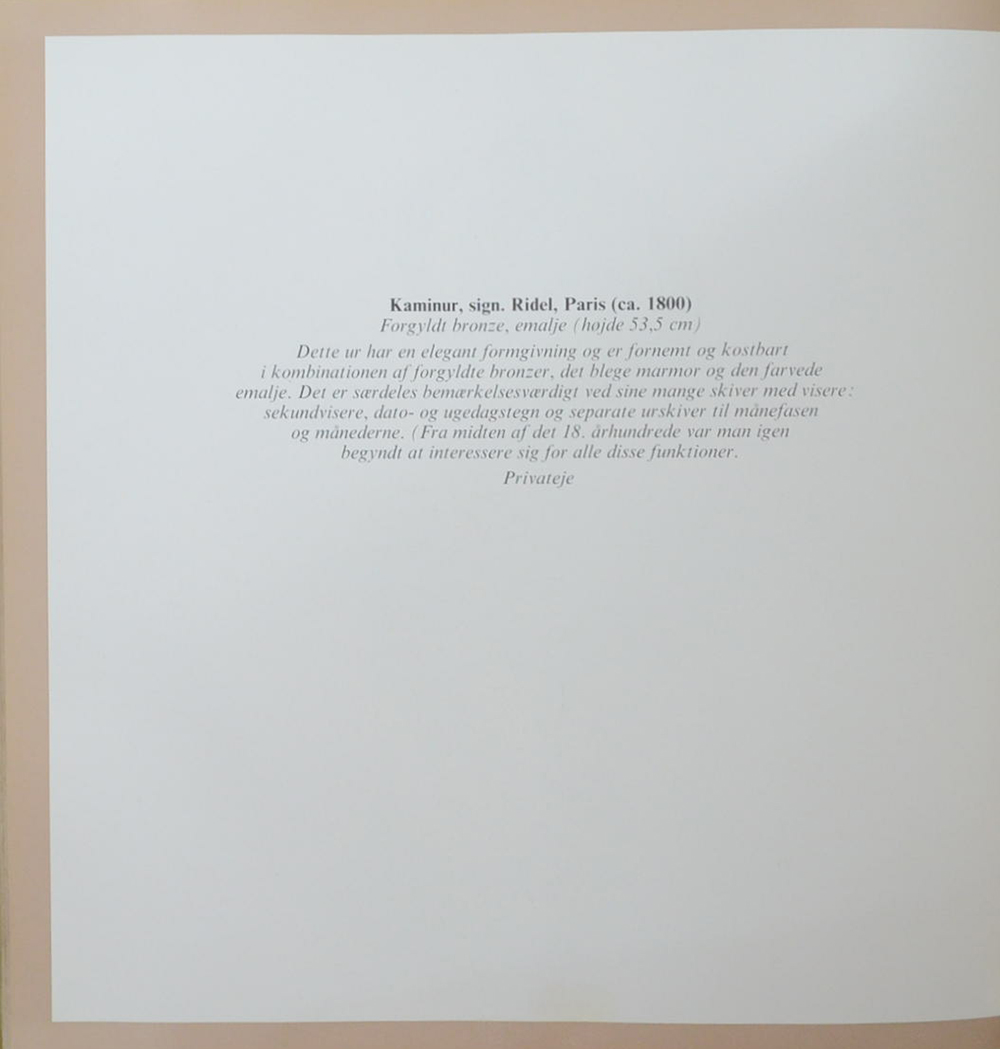 Kaminur, sign. Ridel, Paris (ca. 1800)
Forgyldt bronze, emalje (højde 53,5 cm)
Dette ur har en elegant formgivning og er fornemt og kostbart
i kombinationen af forgyldte bronzer, det blege marmor og den farvede
emalje. Det er særdeles bemærkelsesværdigt ved sine mange skiver med visere:
sekundvisere, dato- og ugedagstegn og separate urskiver til månefasen
og månederne. (Fra midten af det 18. århundrede var man igen
begyndt at interessere sig for alle disse funktioner.
Privateje